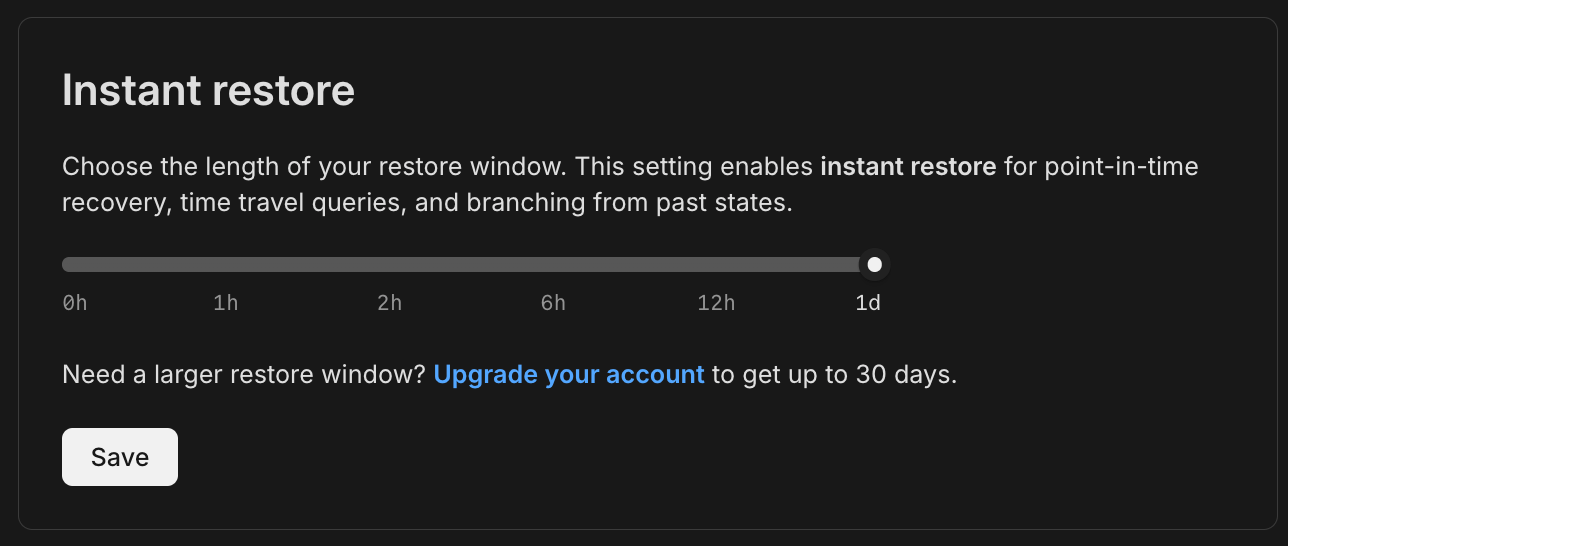 Instant restore
Choose the length of your restore window. This setting enables instant restore for point-in-time
recovery, time travel queries, and branching from past states.
0h 1h 2h 6h 12h 1d
Need a larger restore window? Upgrade your account to get up to 30 days.
Save